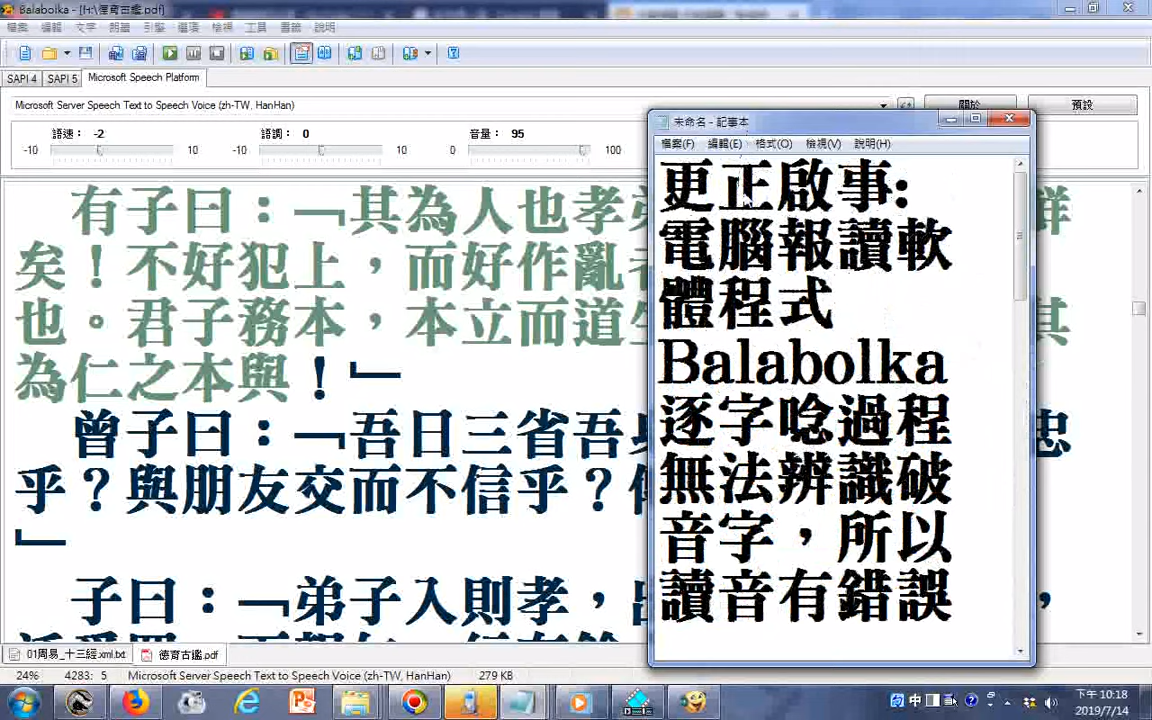 Balabolka - [H:\德育古鑑.pdf]
檔案 編輯 文字 朗讀 引擎 選項 檢視 工具 書籤 說明
SAPI 4 SAPI 5 Microsoft Speech Platform
Microsoft Server Speech Text to Speech Voice (zh-TW, HanHan)
關於 預設
語速： -2 語調： 0 音量： 95
-10 10 -10 10 0 100
有子曰：﹁其為人也孝弟
矣！不好犯上，而好作亂
也。君子務本，本立而道生 其
為仁之本與！﹂
曾子曰：﹁吾日三省吾身 忠
乎？與朋友交而不信乎？
﹂
子曰：﹁弟子入則孝， ，
未命名 - 記事本
檔案(F) 編輯(E) 格式(O) 檢視(V) 說明(H)
更正啟事:
電腦報讀軟
體程式
Balabolka
逐字唸過程
無法辨識破
音字，所以
讀音有錯誤
01周易_十三經.xml.txt 德育古鑑.pdf
24% 4283: 5 Microsoft Server Speech Text to Speech Voice (zh-TW, HanHan) 279 KB
中
下午 10:18
2019/7/14